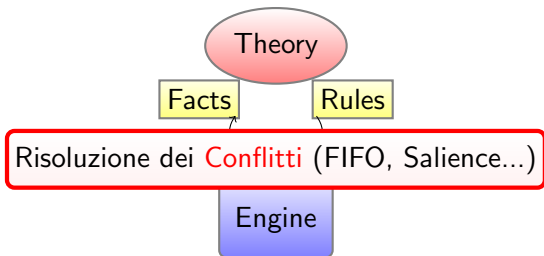 Theory
Facts Rules
Risoluzione dei Conflitti (FIFO, Salience...)
Engine